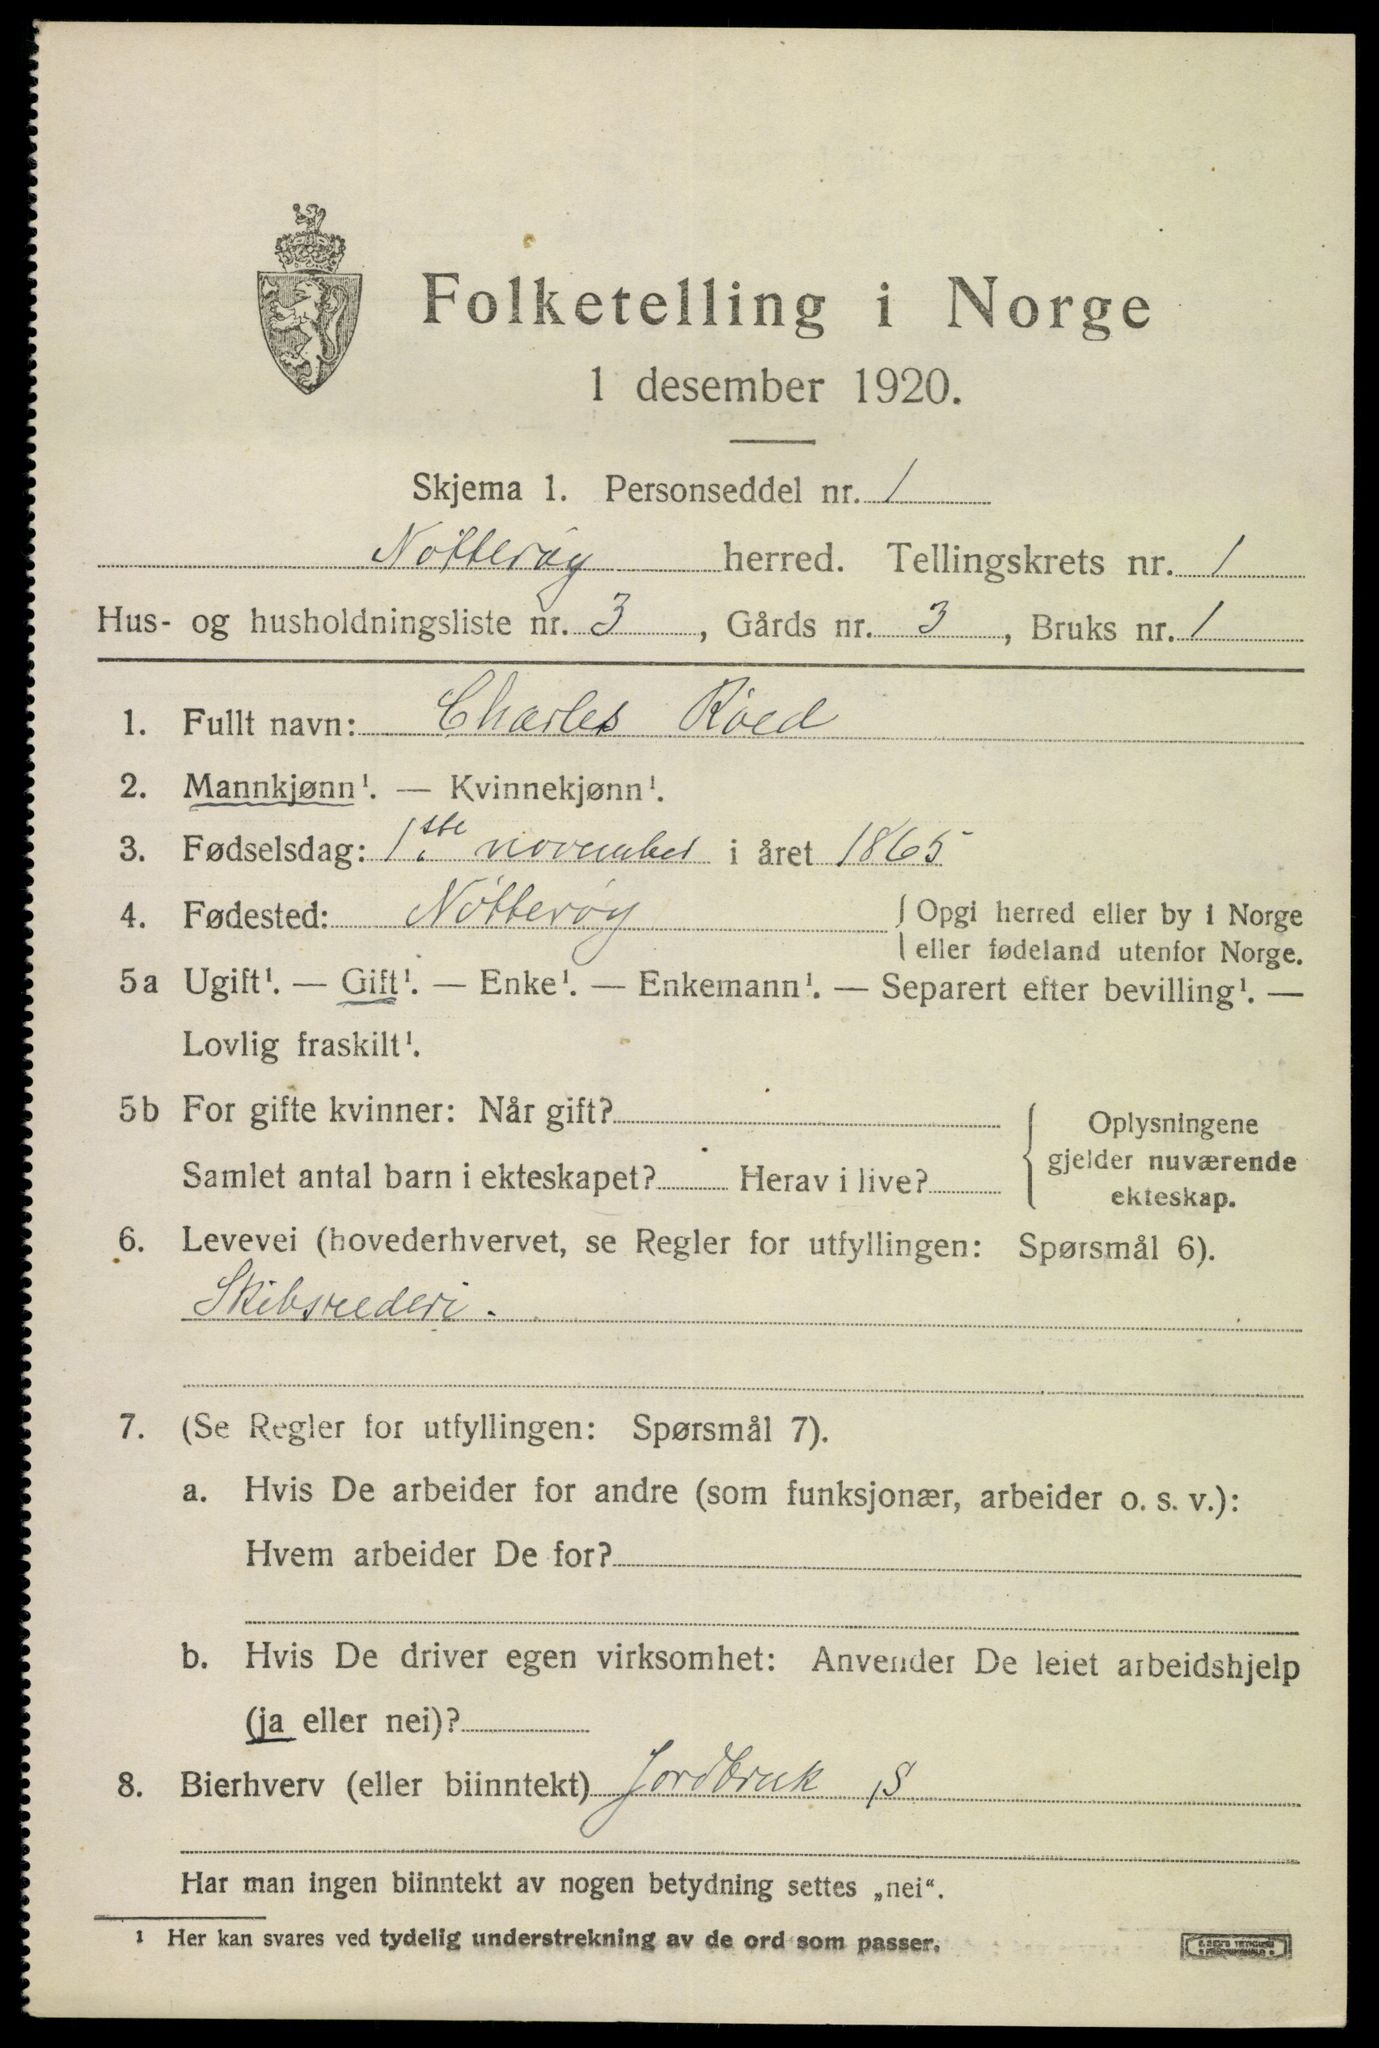 Folketelling i Norge
1 desember 1920.
Skjema 1. Personseddel nr. 1
Nøtterøy herred. Tellingskrets nr. 1
Hus- og husholdningsliste nr. 3, Gårds nr. 3, Bruks nr. 1
1. Fullt navn: Charles Röed
2. Mannkjønn¹. — Kvinnekjønn¹.
3. Fødselsdag: 1ste november i året 1865
4. Fødested: Nøtterøy { Opgi herred eller by i Norge
eller fødeland utenfor Norge.
5a Ugift¹. — Gift¹. — Enke¹. — Enkemann¹. — Separert efter bevilling¹. —
Lovlig fraskilt¹.
5b For gifte kvinner: Når gift? { Oplysningene
gjelder nuværende
Samlet antal barn i ekteskapet? Herav i live? ekteskap.
6. Levevei (hovederhvervet, se Regler for utfyllingen: Spørsmål 6).
Skibsrederi.
7. (Se Regler for utfyllingen: Spørsmål 7).
a. Hvis De arbeider for andre (som funksjonær, arbeider o. s. v.):
Hvem arbeider De for?
b. Hvis De driver egen virksomhet: Anvender De leiet arbeidshjelp
(ja eller nei)?
8. Bierhverv (eller biinntekt) Jordbruk S
Har man ingen biinntekt av nogen betydning settes „nei“.
¹ Her kan svares ved tydelig understrekning av de ord som passer.